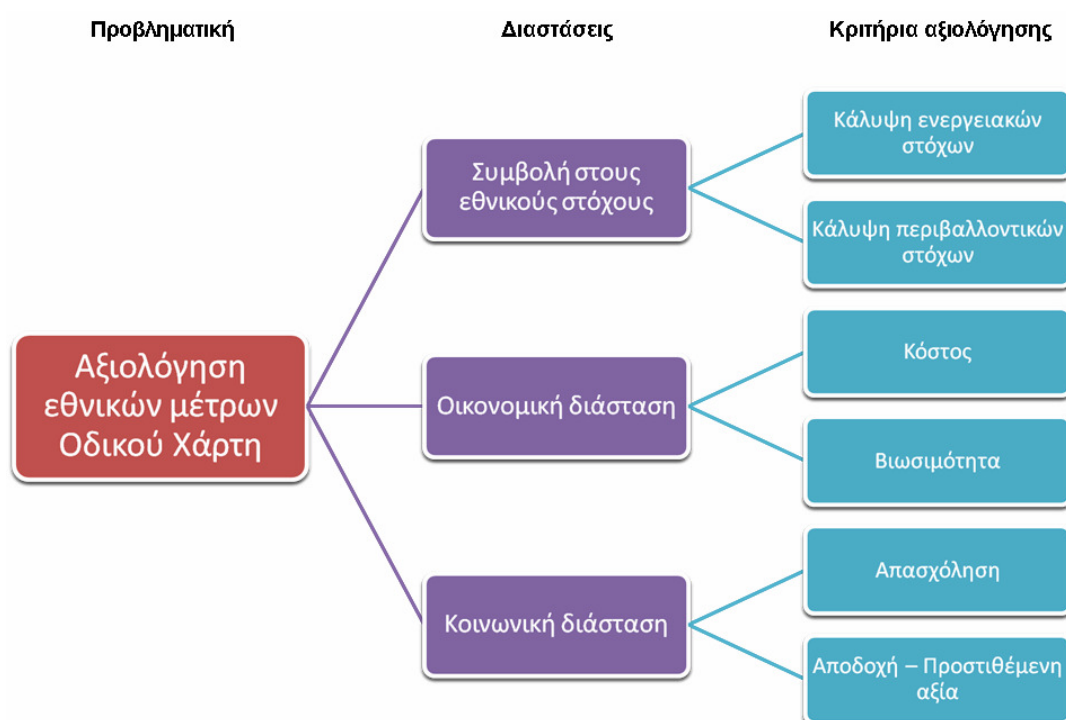 Προβληματική
Διαστάσεις
Κριτήρια αξιολόγησης
Αξιολόγηση
εθνικών μέτρων
Οδικού Χάρτη
Συμβολή στους
εθνικούς στόχους
Οικονομική διάσταση
Κοινωνική διάσταση
Κάλυψη ενεργειακών
στόχων
Κάλυψη περιβαλλοντικών
στόχων
Κόστος
Βιωσιμότητα
Απασχόληση
Αποδοχή – Προστιθέμενη
αξία